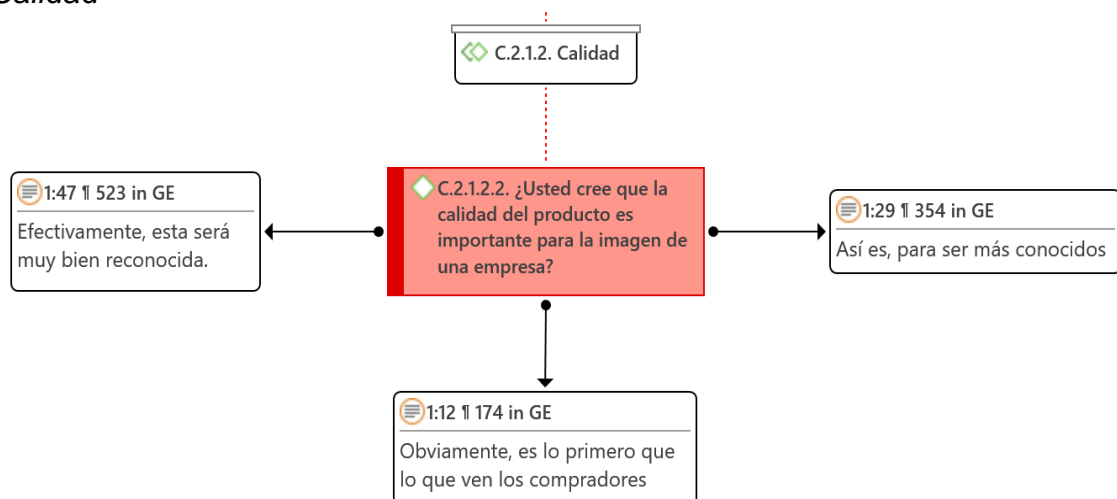 Calidad
C.2.1.2. Calidad
1:47 ¶ 523 in GE
Efectivamente, esta será
muy bien reconocida.
C.2.1.2.2. ¿Usted cree que la
calidad del producto es
importante para la imagen de
una empresa?
1:29 ¶ 354 in GE
Así es, para ser más conocidos
1:12 ¶ 174 in GE
Obviamente, es lo primero que
lo que ven los compradores